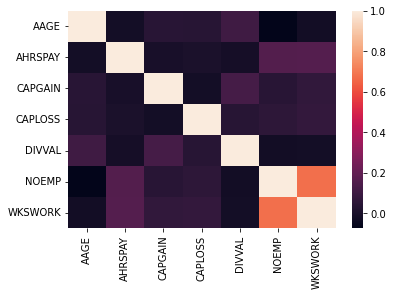 AAGE
AHRSPAY
CAPGAIN
CAPLOSS
DIVVAL
NOEMP
WKSWORK
AAGE
AHRSPAY
CAPGAIN
CAPLOSS
DIVVAL
NOEMP
WKSWORK
1.0
0.8
0.6
0.4
0.2
0.0